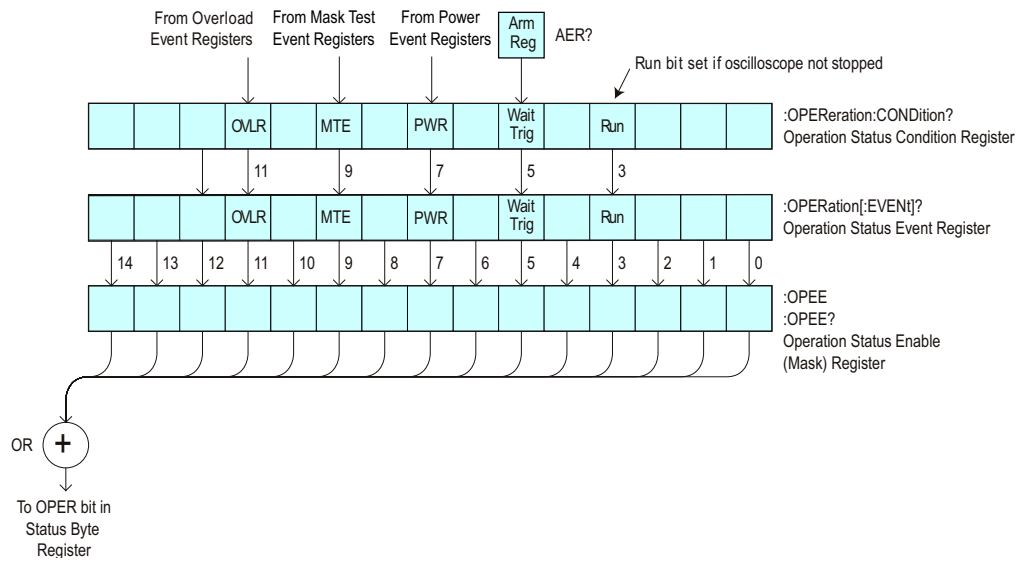 From Overload
Event Registers
From Mask Test
Event Registers
From Power
Event Registers
Arm
Reg
AER?
Run bit set if oscilloscope not stopped
OVLR
MTE
PWR
Wait
Trig
Run
:OPEReration:CONDition?
Operation Status Condition Register
11
9
7
5
3
OVLR
MTE
PWR
Wait
Trig
Run
:OPERation[:EVENt]?
Operation Status Event Register
14
13
12
11
10
9
8
7
6
5
4
3
2
1
0
:OPEE
:OPEE?
Operation Status Enable
(Mask) Register
OR
+
To OPER bit in
Status Byte
Register